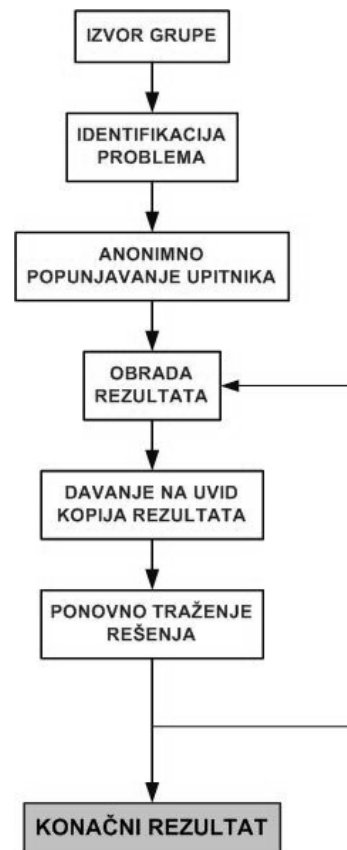 IZVOR GRUPE
IDENTIFIKACIJA
PROBLEMA
ANONIMNO
POPUNJAVANJE UPITNIKA
OBRADA
REZULTATA
DAVANJE NA UVID
KOPIJA REZULTATA
PONOVNO TRAŽENJE
REŠENJA
KONAČNI REZULTAT